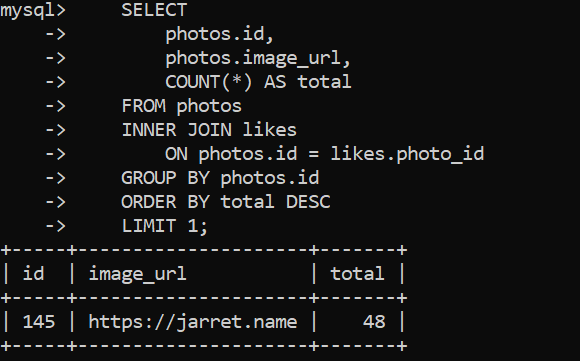 mysql>     SELECT
    ->         photos.id,
    ->         photos.image_url,
    ->         COUNT(*) AS total
    ->     FROM photos
    ->     INNER JOIN likes
    ->         ON photos.id = likes.photo_id
    ->     GROUP BY photos.id
    ->     ORDER BY total DESC
    ->     LIMIT 1;
+-----+---------------------+-------+
| id  | image_url           | total |
+-----+---------------------+-------+
| 145 | https://jarret.name |    48 |
+-----+---------------------+-------+